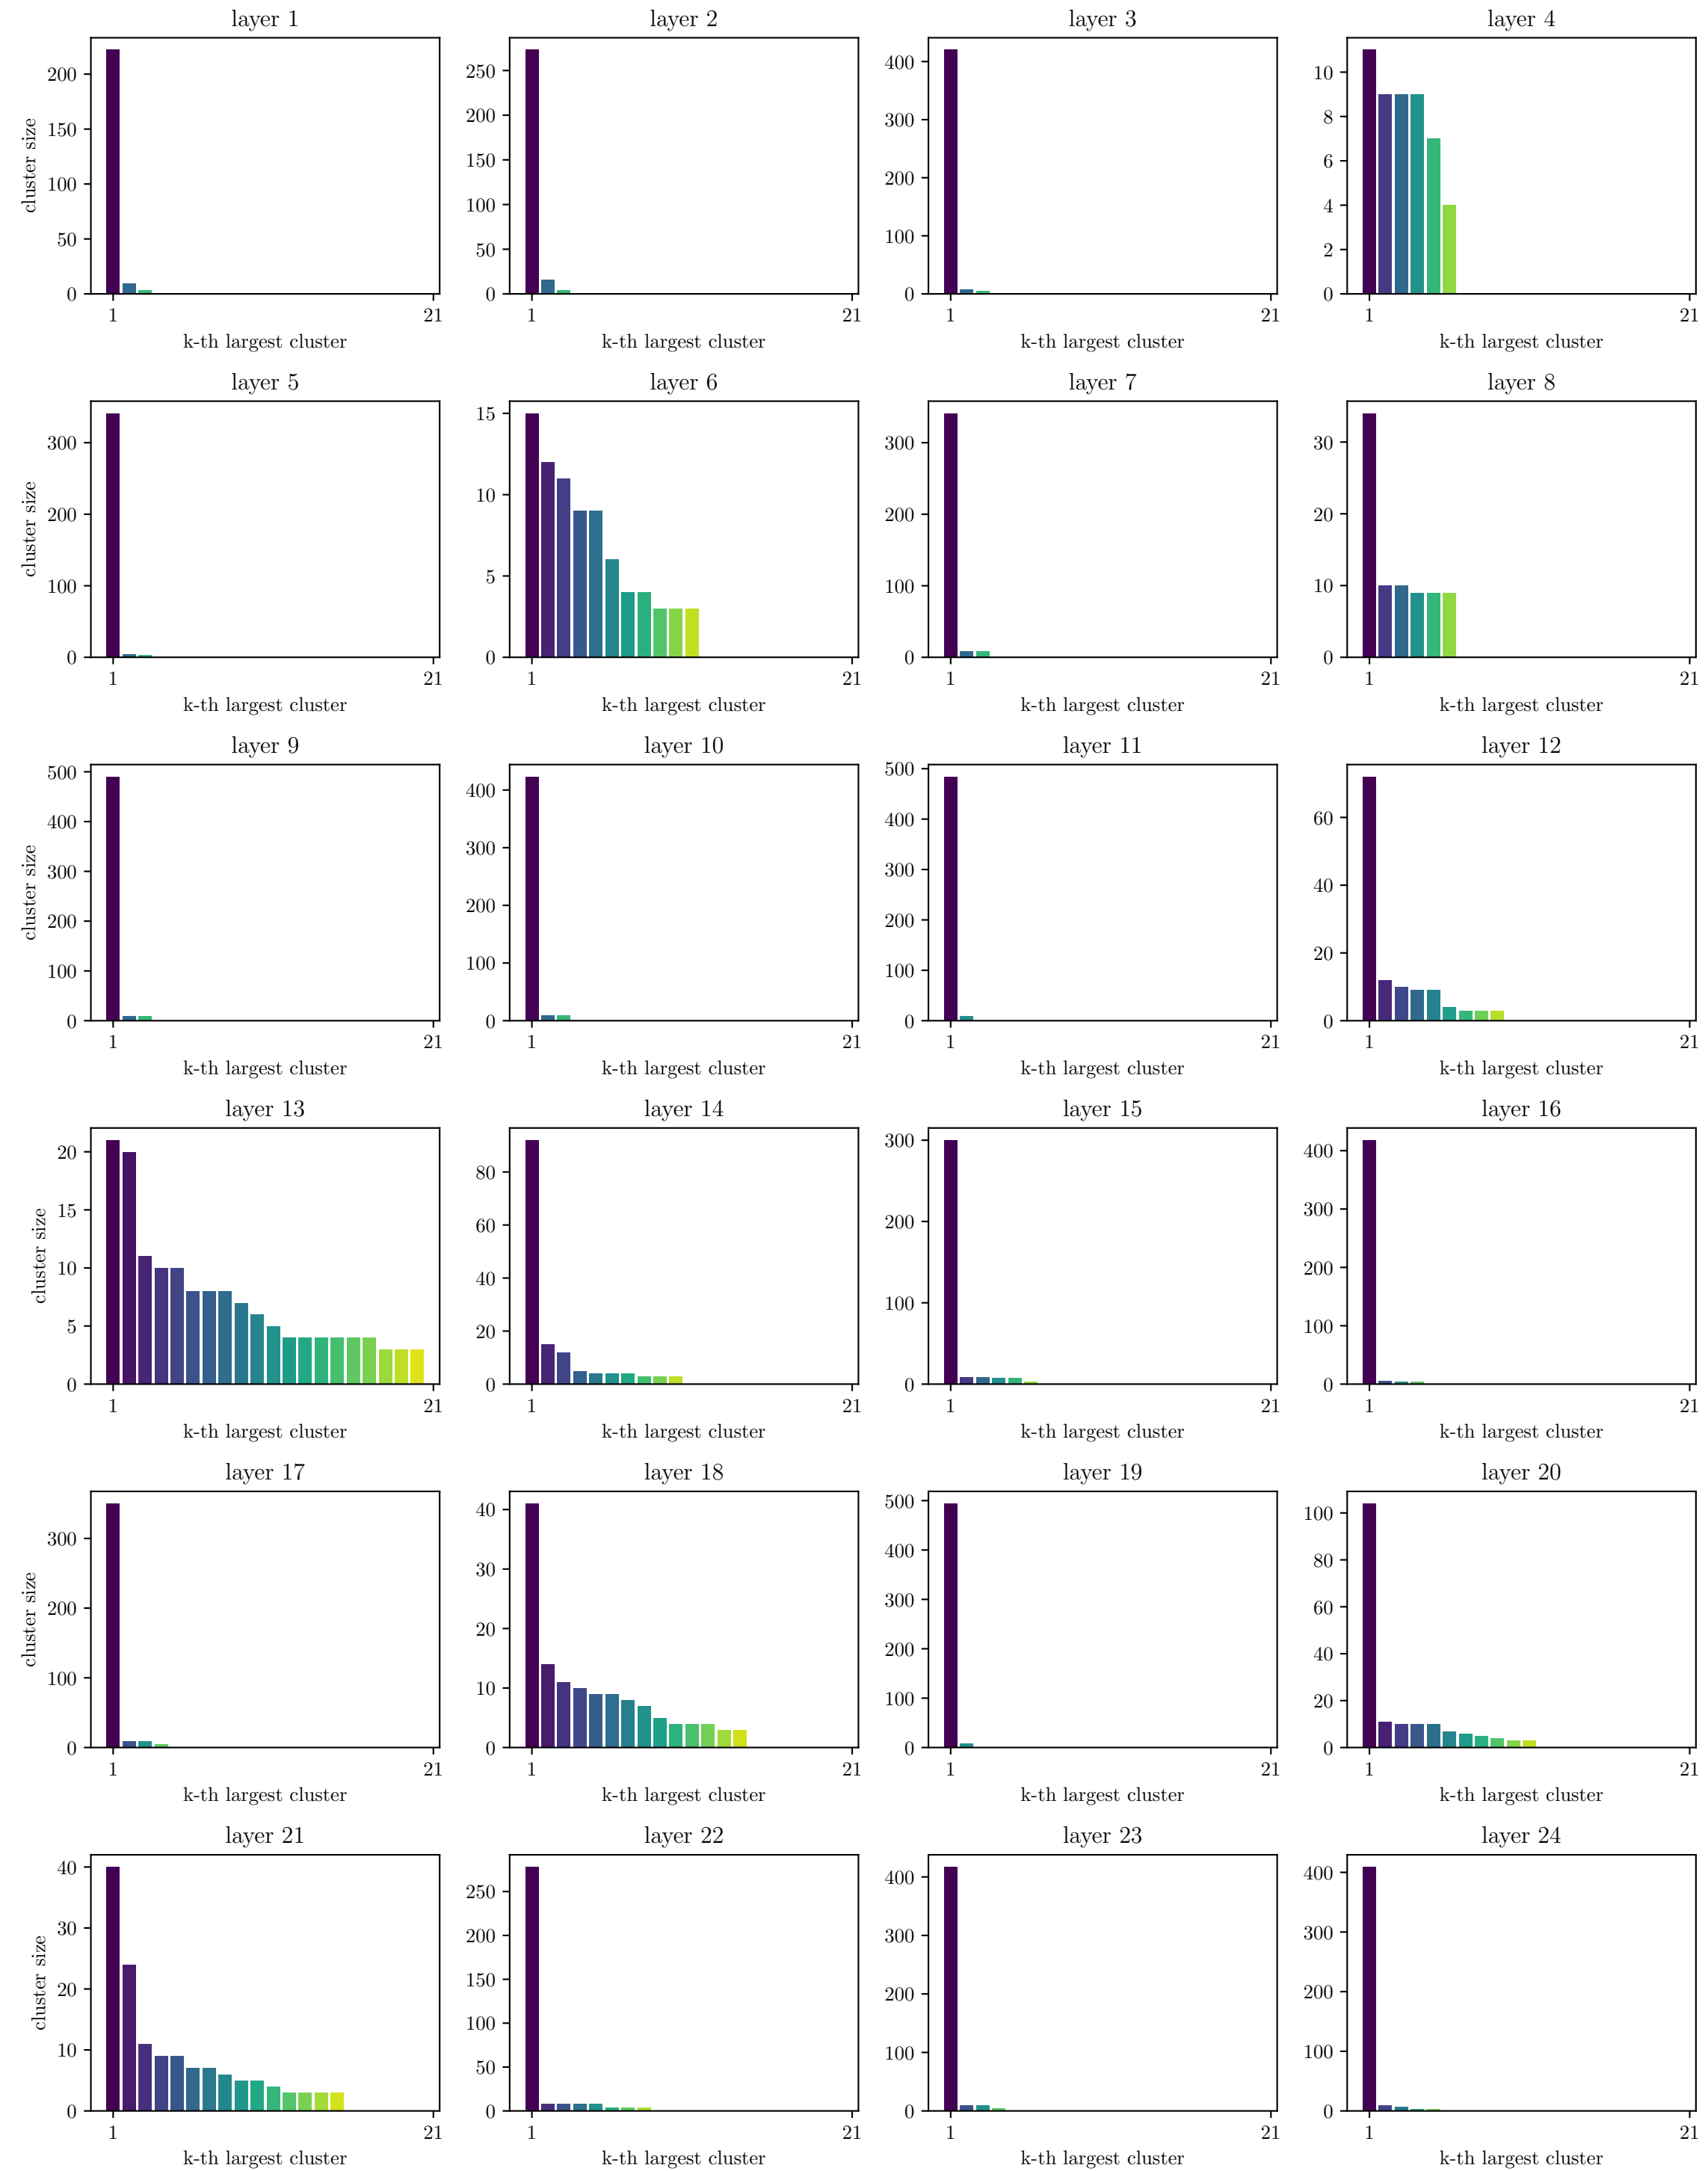 layer 1
cluster size
200
150
100
50
0
1 21
k-th largest cluster
layer 2
250
200
150
100
50
0
1 21
k-th largest cluster
layer 3
400
300
200
100
0
1 21
k-th largest cluster
layer 4
10
8
6
4
2
0
1 21
k-th largest cluster
layer 5
cluster size
300
200
100
0
1 21
k-th largest cluster
layer 6
15
10
5
0
1 21
k-th largest cluster
layer 7
300
200
100
0
1 21
k-th largest cluster
layer 8
30
20
10
0
1 21
k-th largest cluster
layer 9
cluster size
500
400
300
200
100
0
1 21
k-th largest cluster
layer 10
400
300
200
100
0
1 21
k-th largest cluster
layer 11
500
400
300
200
100
0
1 21
k-th largest cluster
layer 12
60
40
20
0
1 21
k-th largest cluster
layer 13
cluster size
20
15
10
5
0
1 21
k-th largest cluster
layer 14
80
60
40
20
0
1 21
k-th largest cluster
layer 15
300
200
100
0
1 21
k-th largest cluster
layer 16
400
300
200
100
0
1 21
k-th largest cluster
layer 17
cluster size
300
200
100
0
1 21
k-th largest cluster
layer 18
40
30
20
10
0
1 21
k-th largest cluster
layer 19
500
400
300
200
100
0
1 21
k-th largest cluster
layer 20
100
80
60
40
20
0
1 21
k-th largest cluster
layer 21
cluster size
40
30
20
10
0
1 21
k-th largest cluster
layer 22
250
200
150
100
50
0
1 21
k-th largest cluster
layer 23
400
300
200
100
0
1 21
k-th largest cluster
layer 24
400
300
200
100
0
1 21
k-th largest cluster